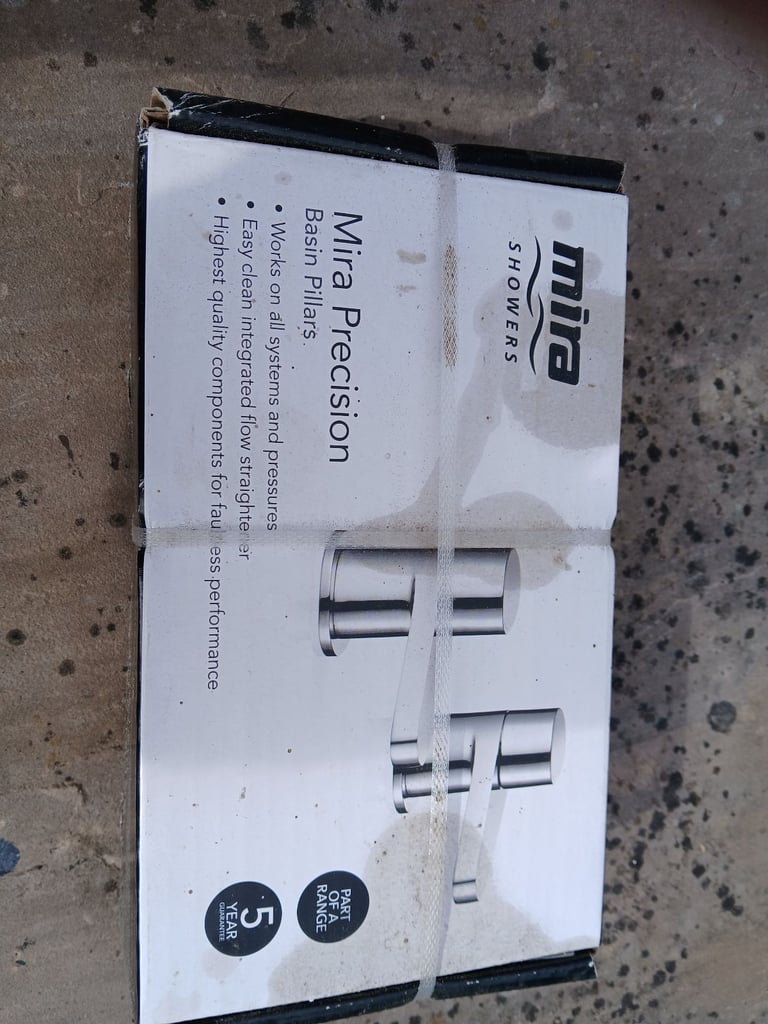 mira
SHOWERS
Mira Precision
Basin Pillars
• Works on all systems and pressures
• Easy clean integrated flow straightener
• Highest quality components for faultless performance
PART
OF A
RANGE
5
YEAR
GUARANTEE